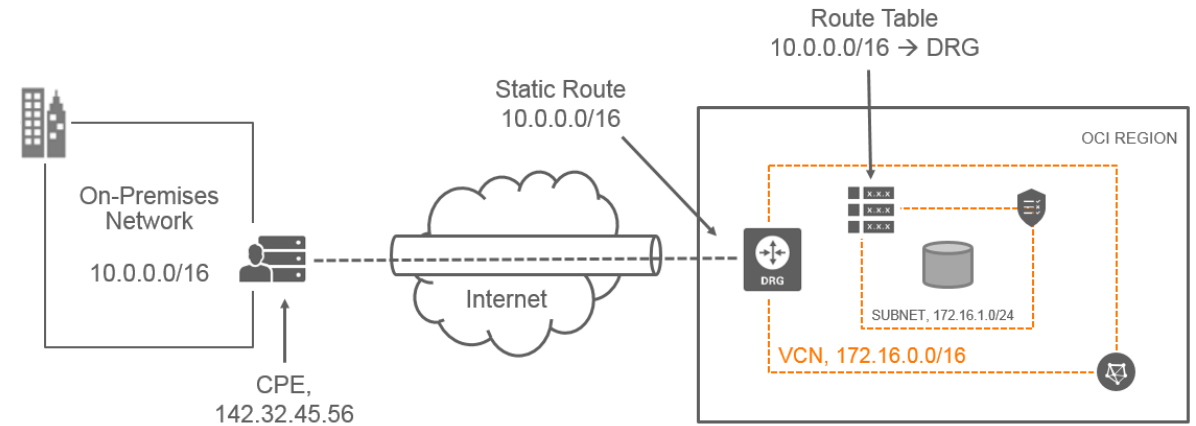 Route Table
10.0.0.0/16 → DRG
Static Route
10.0.0.0/16
OCI REGION
On-Premises
Network
10.0.0.0/16
x.x.x
x.x.x
x.x.x
DRG
Internet
SUBNET, 172.16.1.0/24
VCN, 172.16.0.0/16
CPE,
142.32.45.56